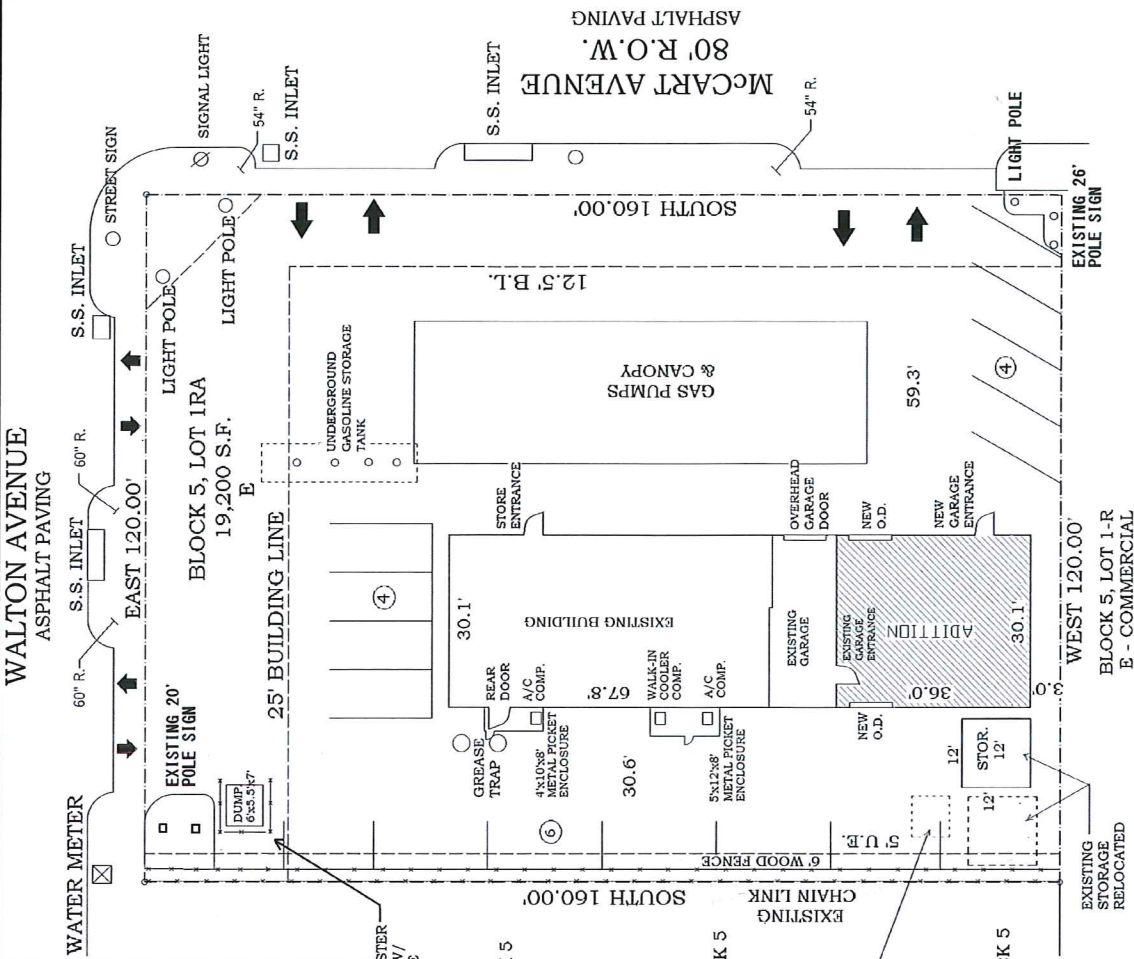 WALTON AVENUE
ASPHALT PAVING
McCART AVENUE
80' R.O.W.
ASPHALT PAVING
STREET SIGN
SIGNAL LIGHT
54" R.
S.S. INLET
S.S. INLET
54" R.
LIGHT POLE
EXISTING 26'
POLE SIGN
S.S. INLET
LIGHT POLE
LIGHT POLE
60" R.
S.S. INLET
60" R.
EAST 120.00'
BLOCK 5, LOT 1RA
19,200 S.F.
E
SOUTH 160.00'
12.5' B.L.
25' BUILDING LINE
UNDERGROUND
GASOLINE STORAGE
TANK
GAS PUMPS
& CANOPY
59.3'
4
4
STORE
ENTRANCE
OVERHEAD
GARAGE
DOOR
NEW
O.D.
NEW
GARAGE
ENTRANCE
30.1'
EXISTING BUILDING
67.8'
EXISTING
GARAGE
EXISTING
GARAGE
ENTRANCE
ADITTION
30.1'
36.0'
3.0'
WEST 120.00'
BLOCK 5, LOT 1-R
E - COMMERCIAL
REAR
DOOR
A/C
COMP.
WALK-IN
COOLER
COMP.
A/C
COMP.
NEW
O.D.
GREASE
TRAP
4'x10'x8'
METAL PICKET
ENCLOSURE
30.6'
5'x12'x8'
METAL PICKET
ENCLOSURE
12'
STOR.
12'
12'
EXISTING 20'
POLE SIGN
DUMP.
6'x5.5'x7'
WATER METER
6
5' U.E.
6' WOOD FENCE
SOUTH 160.00'
EXISTING
CHAIN LINK
EXISTING
STORAGE
RELOCATED
STER
W/
K 5
K 5